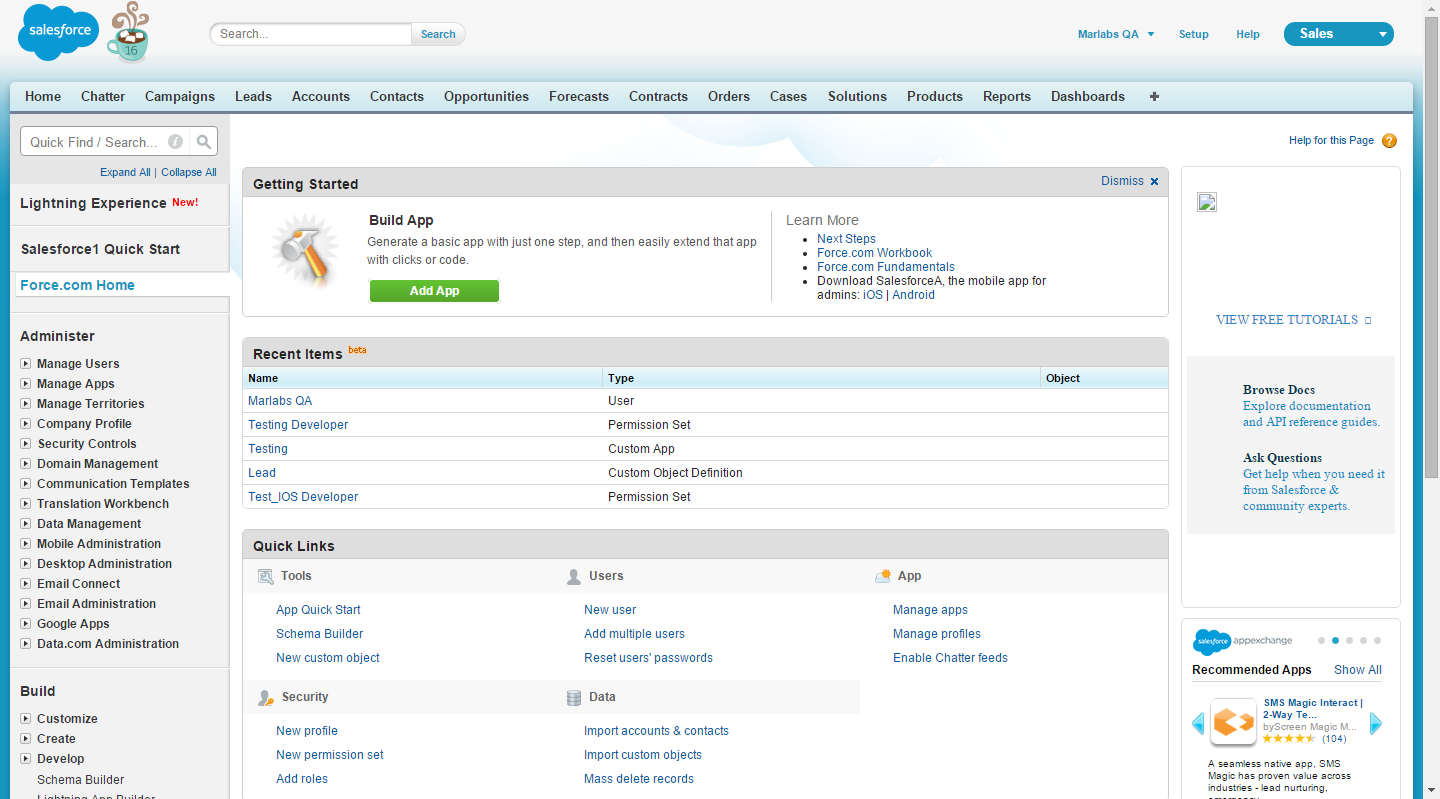 salesforce
16
Search...
Search
Marlabs QA
Setup
Help
Sales
Home
Chatter
Campaigns
Leads
Accounts
Contacts
Opportunities
Forecasts
Contracts
Orders
Cases
Solutions
Products
Reports
Dashboards
+
Quick Find / Search...
Expand All | Collapse All
Lightning Experience New!
Salesforce1 Quick Start
Force.com Home
Administer
Manage Users
Manage Apps
Manage Territories
Company Profile
Security Controls
Domain Management
Communication Templates
Translation Workbench
Data Management
Mobile Administration
Desktop Administration
Email Connect
Email Administration
Google Apps
Data.com Administration
Build
Customize
Create
Develop
Schema Builder
Lightning App Builder
Help for this Page ?
Getting Started
Dismiss x
Build App
Generate a basic app with just one step, and then easily extend that app
with clicks or code.
Add App
Learn More
Next Steps
Force.com Workbook
Force.com Fundamentals
Download SalesforceA, the mobile app for
admins: iOS | Android
Recent Items beta
Name Type Object
Marlabs QA User
Testing Developer Permission Set
Testing Custom App
Lead Custom Object Definition
Test_IOS Developer Permission Set
Quick Links
Tools
App Quick Start
Schema Builder
New custom object
Users
New user
Add multiple users
Reset users' passwords
App
Manage apps
Manage profiles
Enable Chatter feeds
Security
New profile
New permission set
Add roles
Data
Import accounts & contacts
Import custom objects
Mass delete records
VIEW FREE TUTORIALS
Browse Docs
Explore documentation
and API reference guides.
Ask Questions
Get help when you need it
from Salesforce &
community experts.
salesforce appexchange
Recommended Apps Show All
SMS Magic Interact |
2-Way Te...
byScreen Magic M...
(104)
A seamless native app, SMS
Magic has proven value across
industries - lead nurturing,